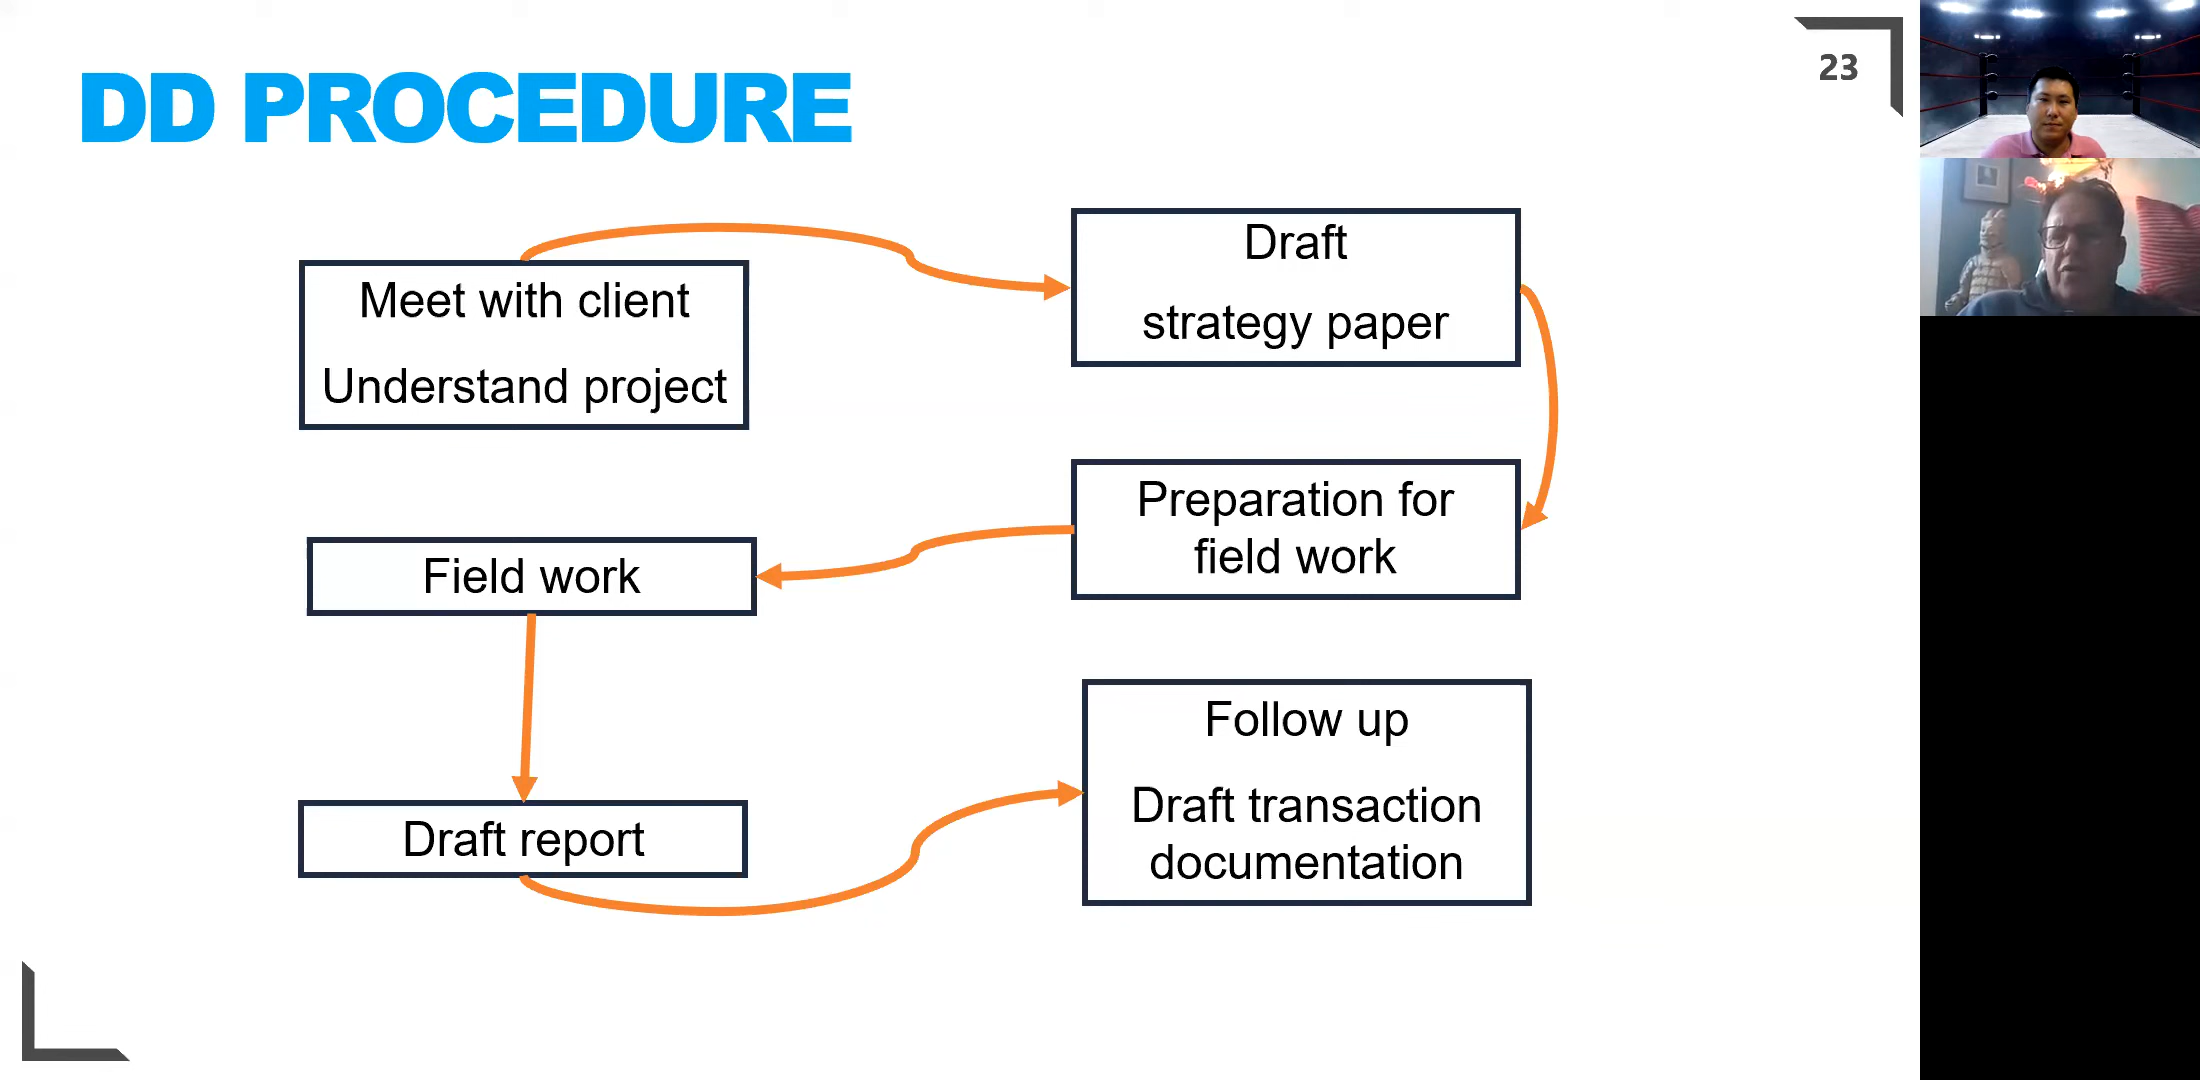 DD PROCEDURE
23
Meet with client
Understand project
Draft
strategy paper
Preparation for
field work
Field work
Draft report
Follow up
Draft transaction
documentation